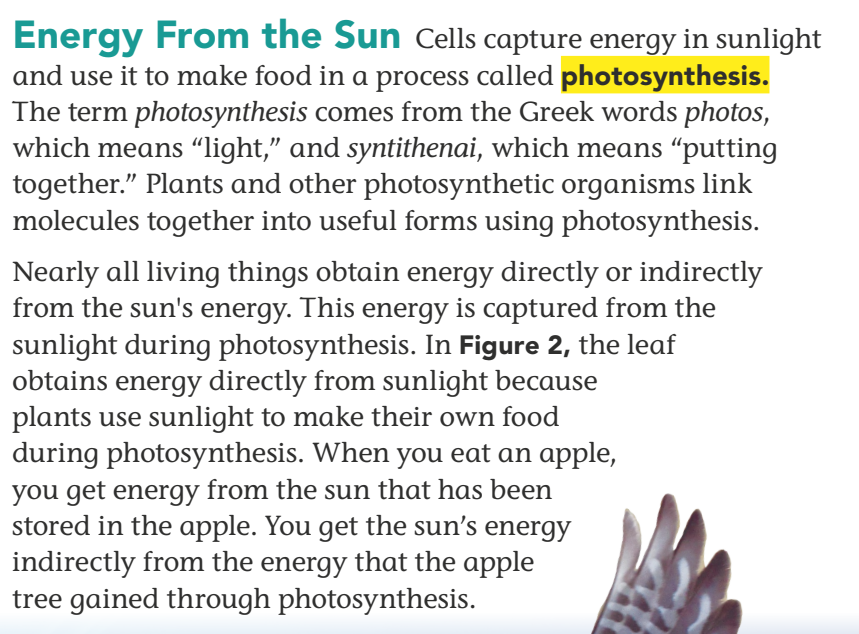 Energy From the Sun Cells capture energy in sunlight
and use it to make food in a process called photosynthesis.
The term photosynthesis comes from the Greek words photos,
which means “light,” and syntithenai, which means “putting
together.” Plants and other photosynthetic organisms link
molecules together into useful forms using photosynthesis.
Nearly all living things obtain energy directly or indirectly
from the sun's energy. This energy is captured from the
sunlight during photosynthesis. In Figure 2, the leaf
obtains energy directly from sunlight because
plants use sunlight to make their own food
during photosynthesis. When you eat an apple,
you get energy from the sun that has been
stored in the apple. You get the sun’s energy
indirectly from the energy that the apple
tree gained through photosynthesis.